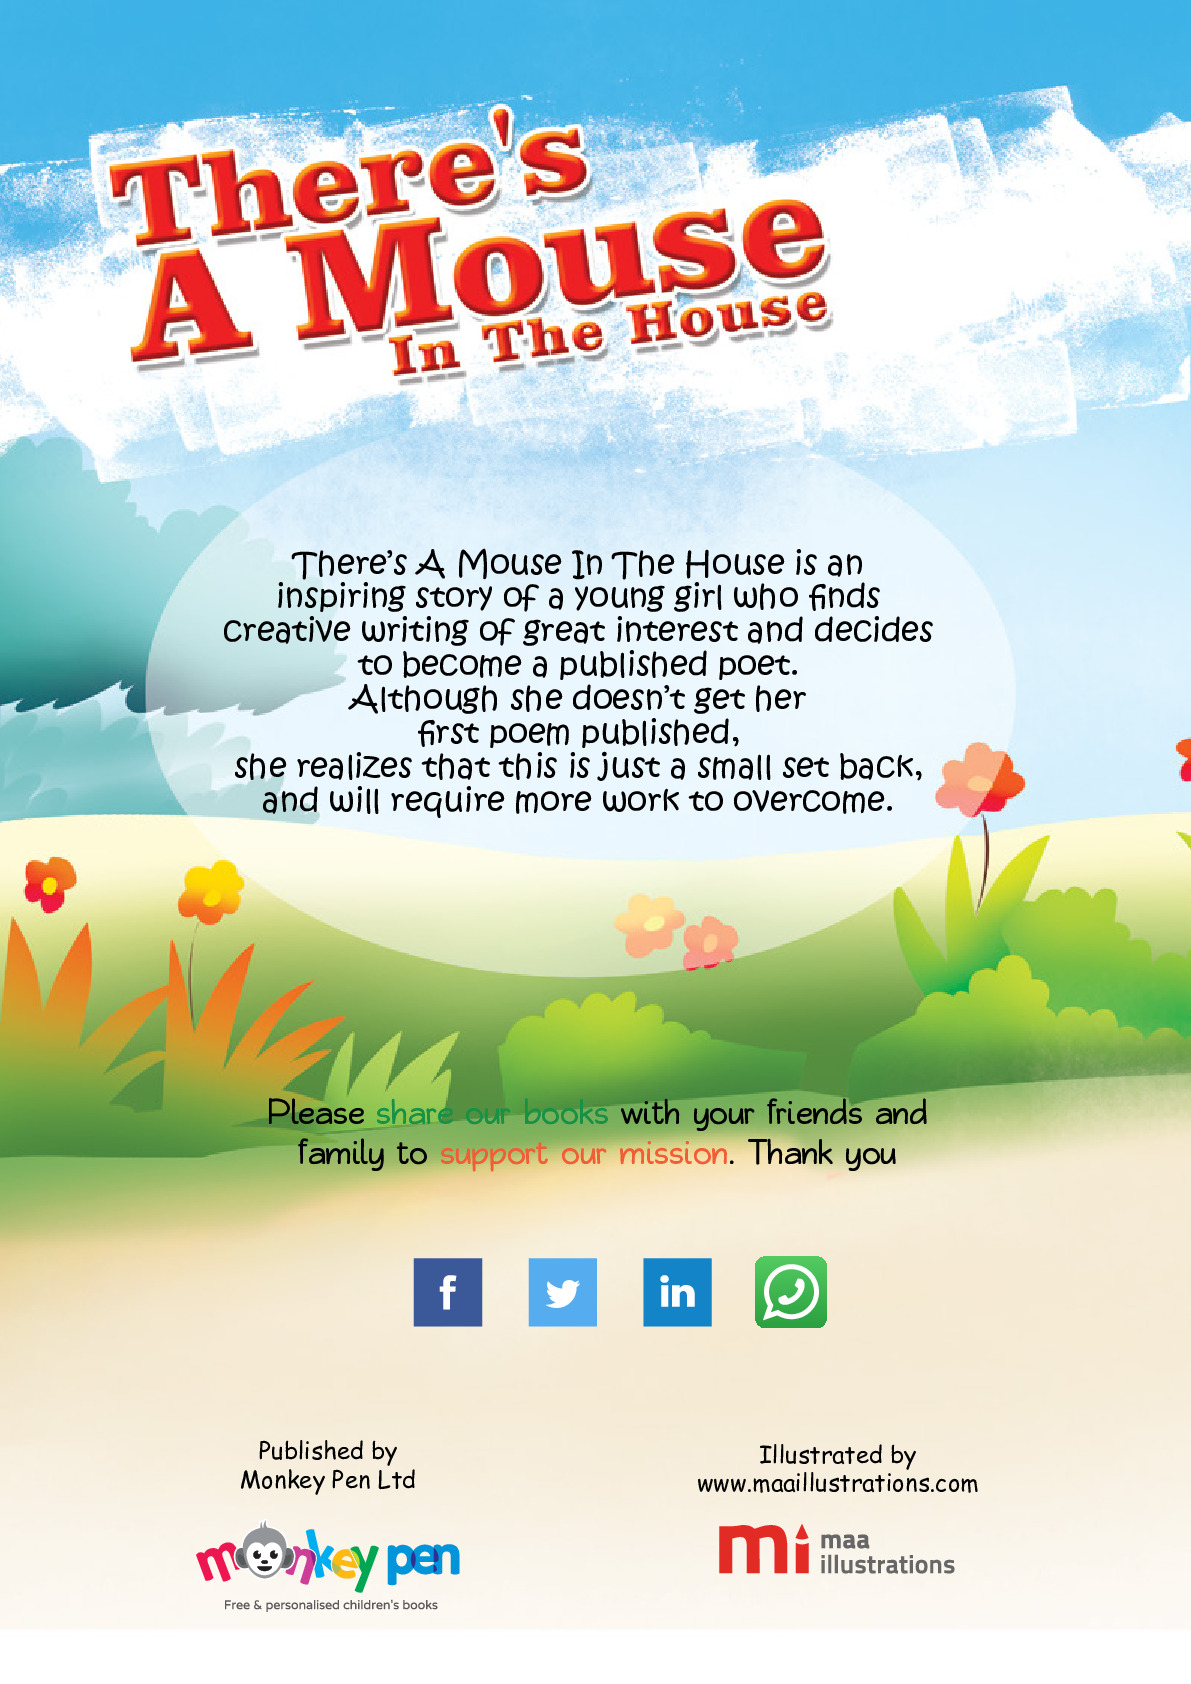 There's
A Mouse
In The House
There's A Mouse In The House is an
inspiring story of a young girl who finds
creative writing of great interest and decides
to become a published poet.
Although she doesn't get her
first poem published,
she realizes that this is just a small set back,
and will require more work to overcome.
Please share our books with your friends and
family to support our mission. Thank you
f
in
Published by
Monkey Pen Ltd
monkey pen
Free & personalised children's books
Illustrated by
www.maaillustrations.com
mi
maa
illustrations